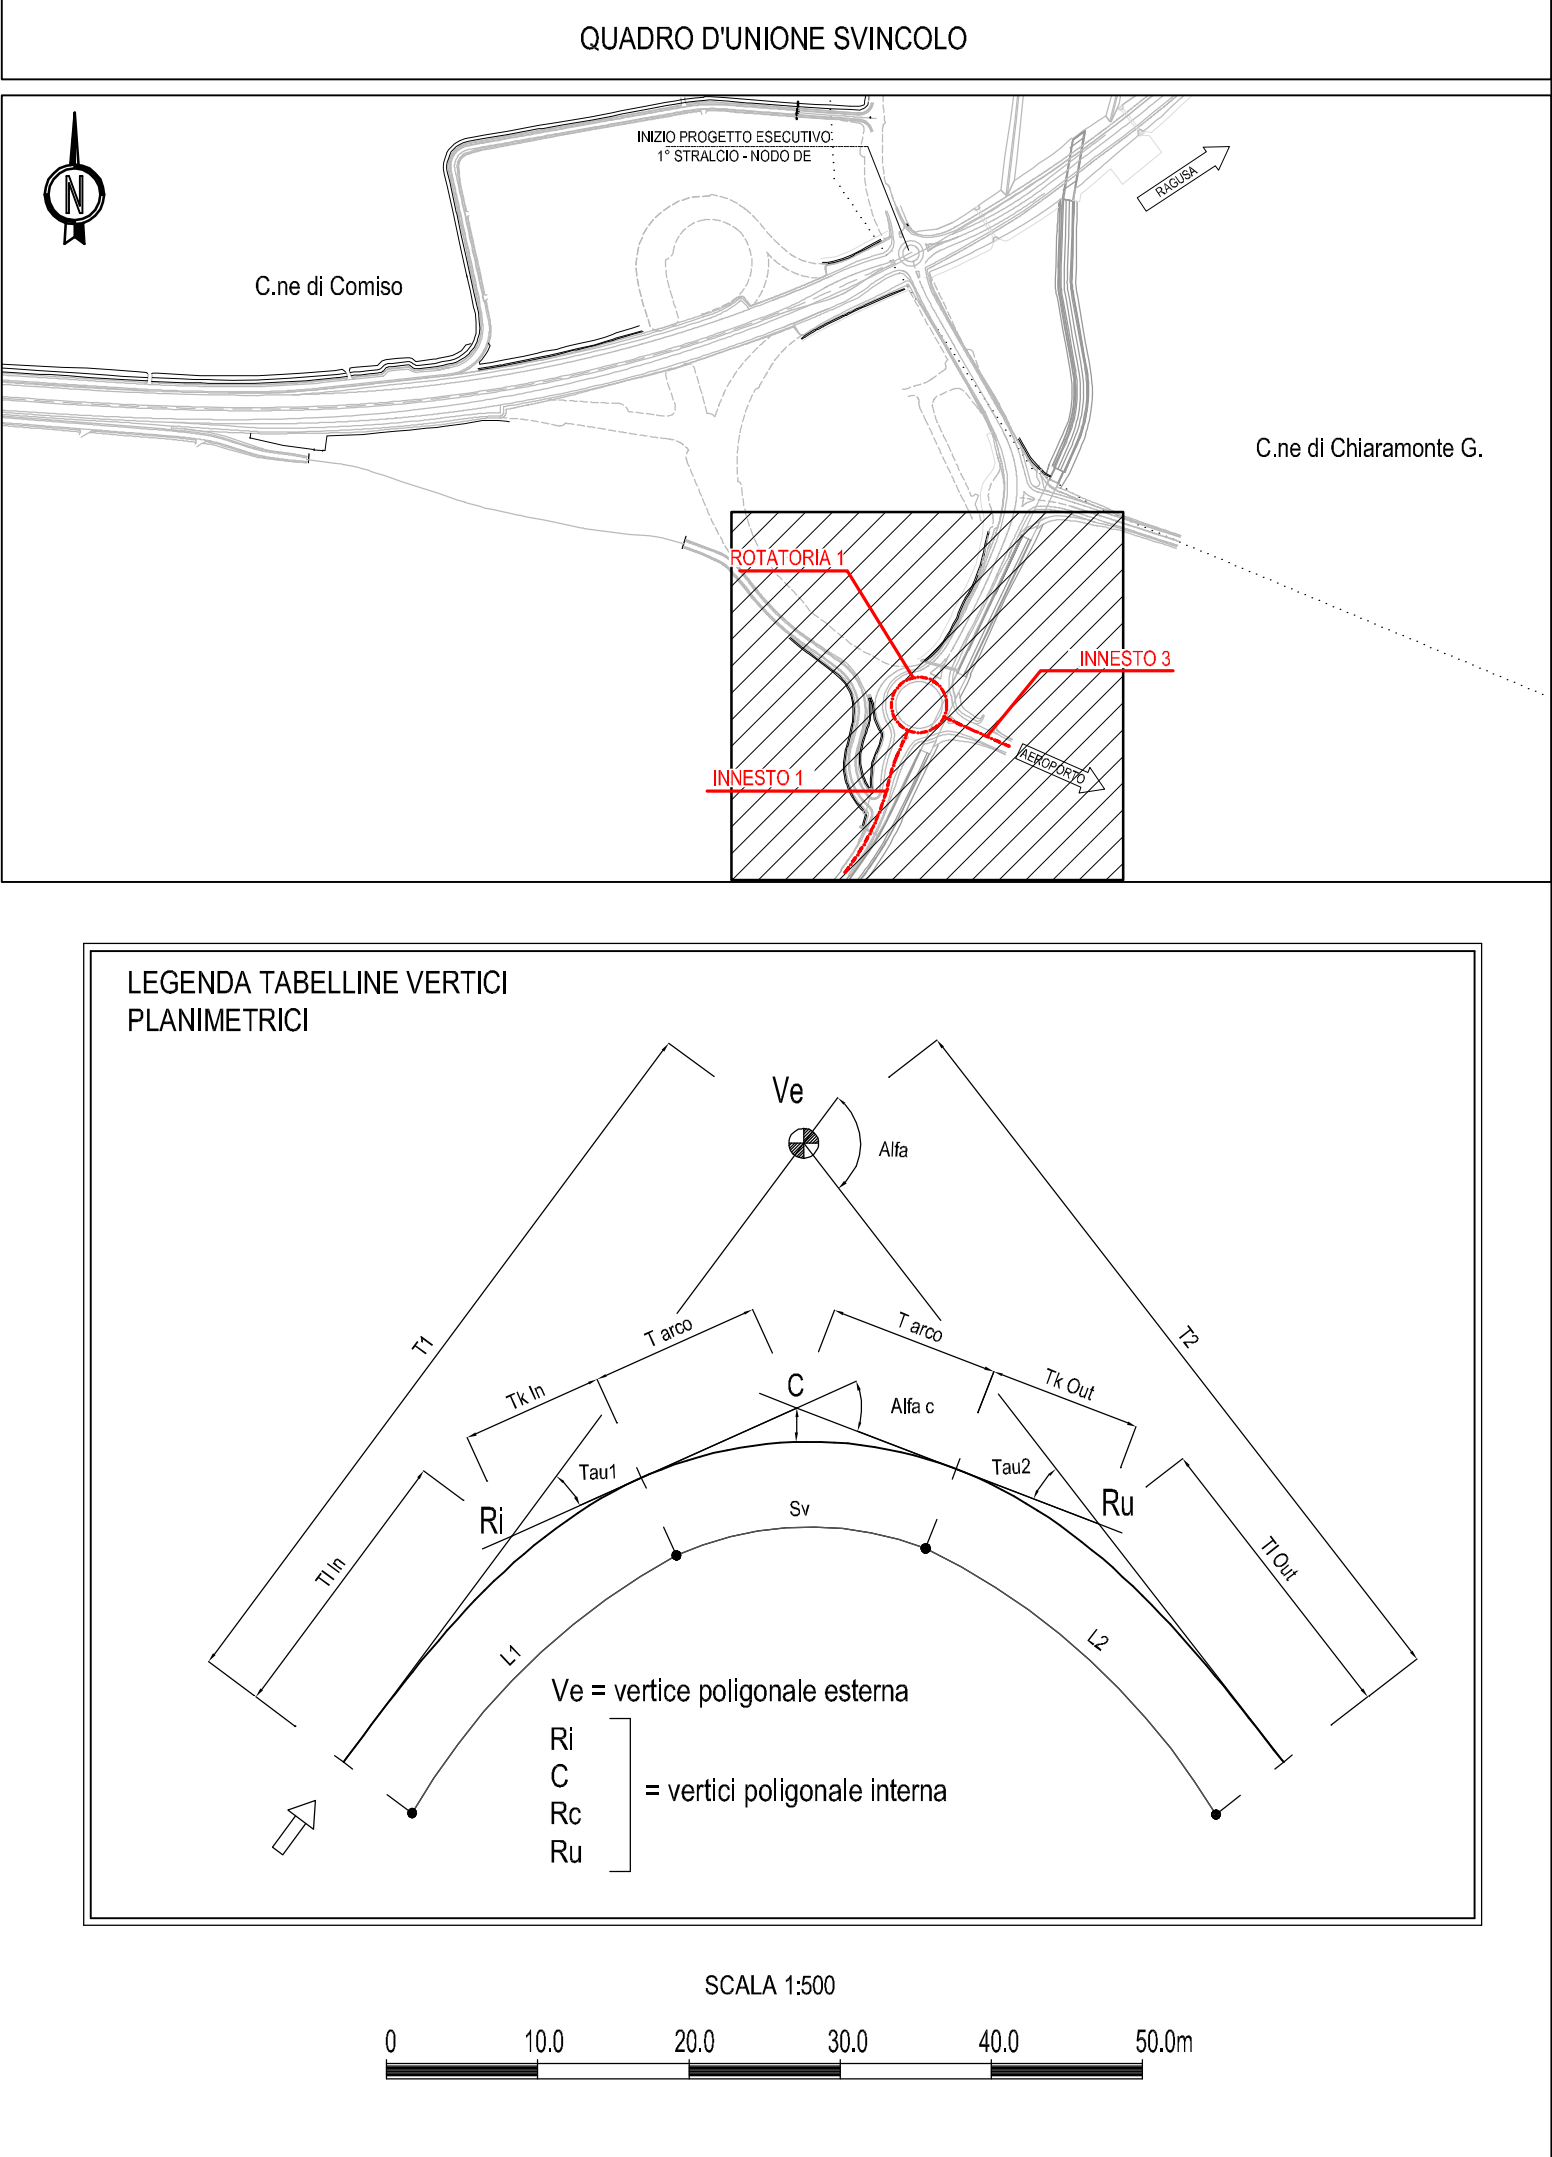 QUADRO D'UNIONE SVINCOLO
INIZIO PROGETTO ESECUTIVO
1° STRALCIO - NODO DE
RAGUSA
N
C.ne di Comiso
C.ne di Chiaramonte G.
ROTATORIA 1
INNESTO 3
AEROPORTO
INNESTO 1
LEGENDA TABELLINE VERTICI
PLANIMETRICI
Ve
Alfa
T1
T arco
T arco
T2
Tk In
C
Tk Out
Alfa c
Tau1
Tau2
Ri
Ru
Sv
Tl In
Tl Out
L1
L2
Ve = vertice poligonale esterna
Ri
C
= vertici poligonale interna
Rc
Ru
SCALA 1:500
0 10.0 20.0 30.0 40.0 50.0m